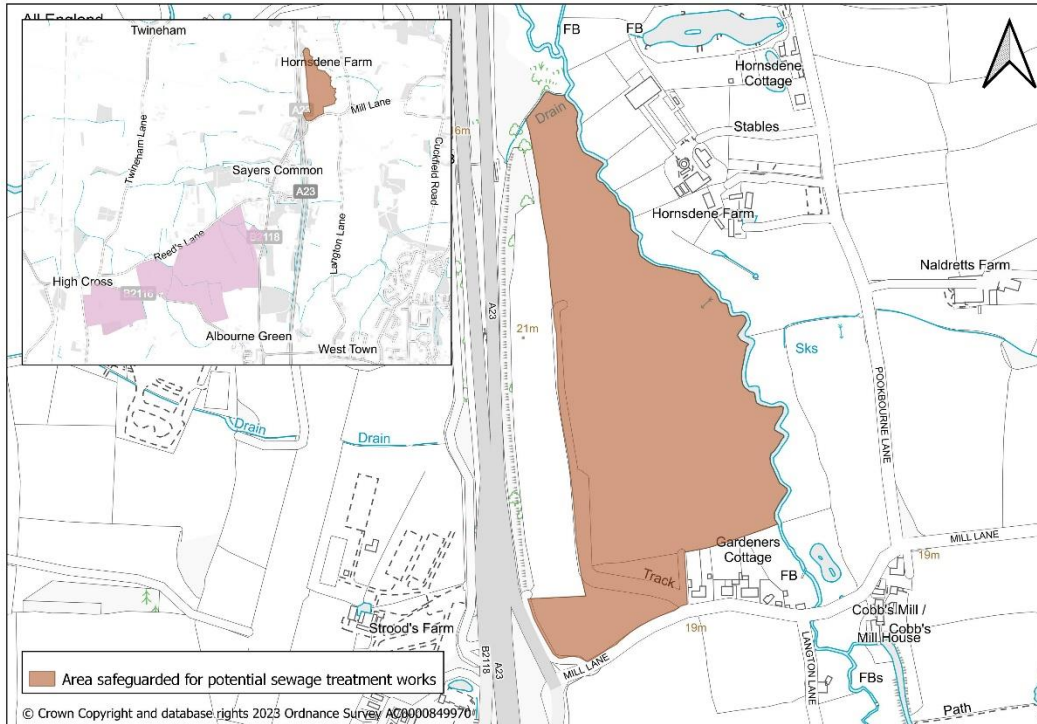 All England
Twineham
Hornsdene Farm
A23
Mill Lane
Twineham Lane
Cuckfield Road
Sayers Common
A23
Langton Lane
Reed's Lane
B2118
High Cross
B2116
Albourne Green
West Town
FB
FB
Hornsdene
Cottage
Drain
Stables
Hornsdene Farm
Naldretts Farm
A23
21m
Sks
POOKBOURNE LANE
Drain
Drain
MILL LANE
19m
Gardeners
Cottage
FB
Track
Cobb's Mill /
Cobb's
Mill House
Strood's Farm
19m
MILL LANE
LANGTON LANE
B2118
A23
FBs
Path
Area safeguarded for potential sewage treatment works
© Crown Copyright and database rights 2023 Ordnance Survey AC0000849970